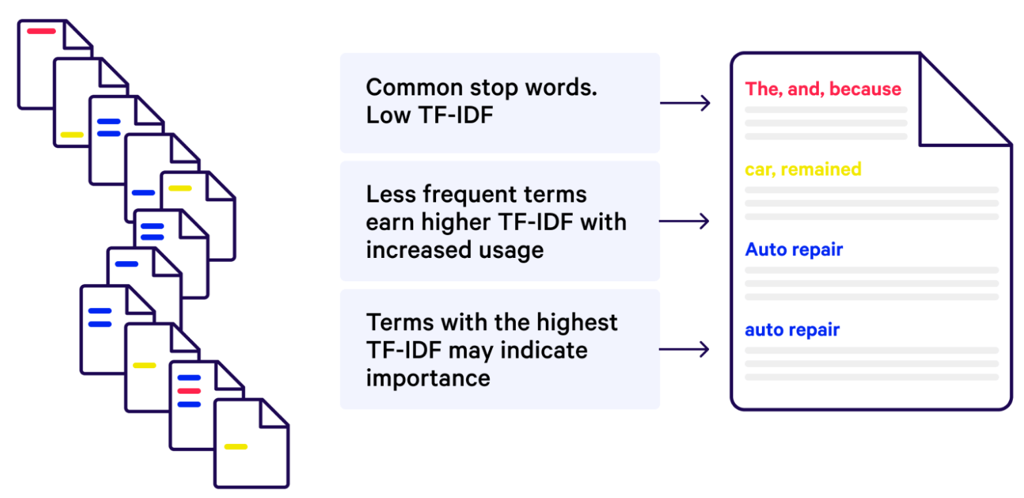 Common stop words.
Low TF-IDF
Less frequent terms
earn higher TF-IDF with
increased usage
Terms with the highest
TF-IDF may indicate
importance
The, and, because
car, remained
Auto repair
auto repair